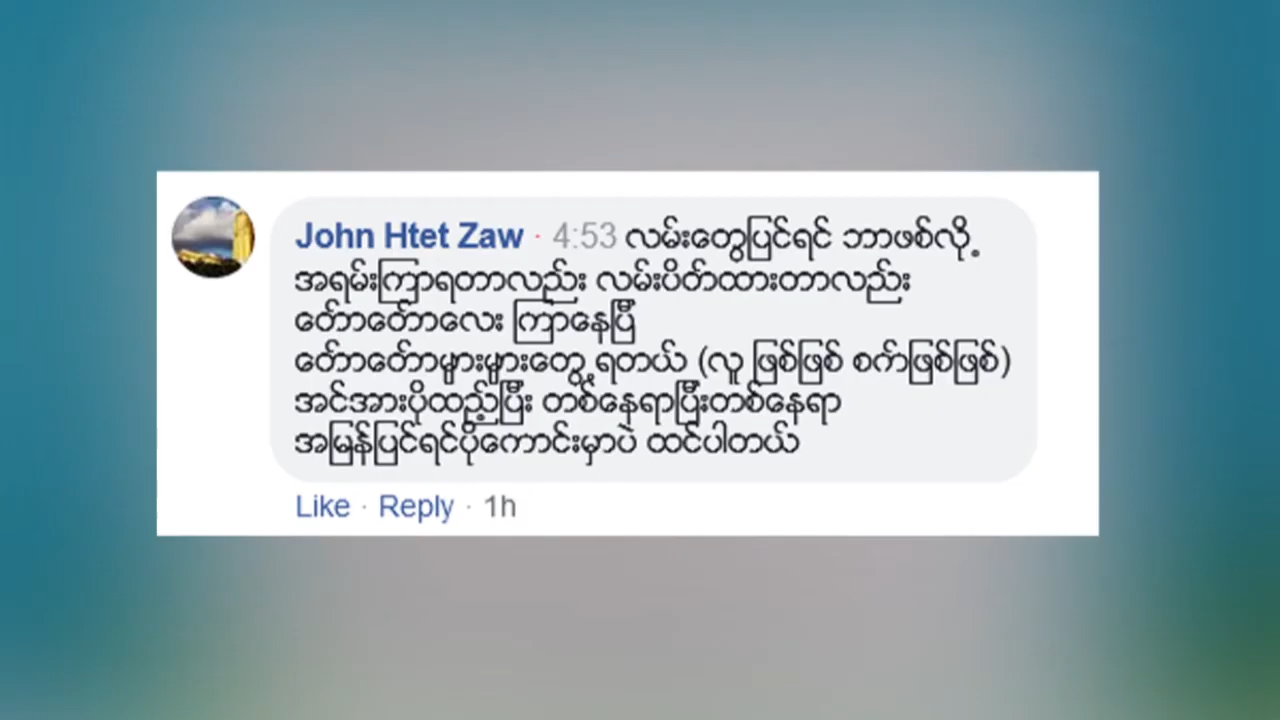 John Htet Zaw · 4:53 လမ်းတွေပြင်ရင် ဘာဖစ်လို့
အရမ်းကြာရတာလည်း လမ်းပိတ်ထားတာလည်း
တော်တော်လေး ကြာနေပြီ
တော်တော်များများတွေ့ရတယ် (လူ ဖြစ်ဖြစ် စက်ဖြစ်ဖြစ်)
အင်အားပိုထည့်ပြီး တစ်နေရာပြီးတစ်နေရာ
အမြန်ပြင်ရင်ပိုကောင်းမှာပဲ ထင်ပါတယ်
Like · Reply · 1h